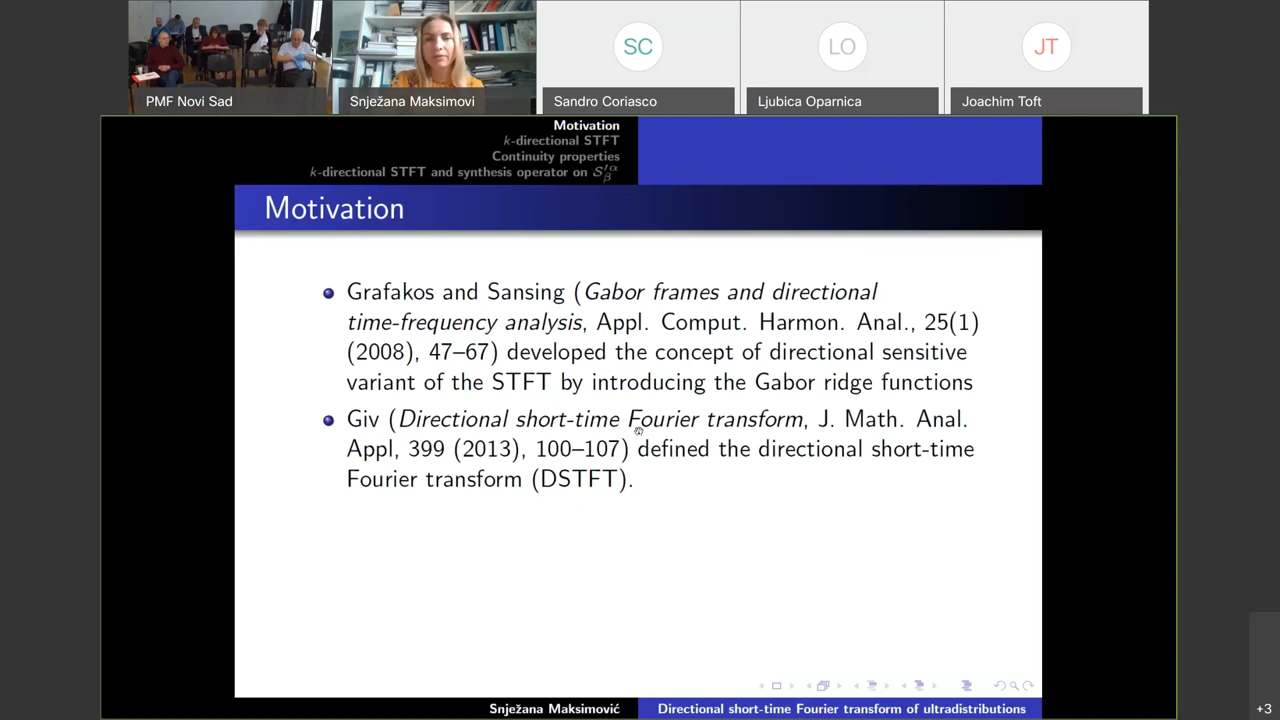 SC
LO
JT
PMF Novi Sad
Snježana Maksimovi
Sandro Coriasco
Ljubica Oparnica
Joachim Toft
Motivation
k-directional STFT
Continuity properties
k-directional STFT and synthesis operator on S′αβ
Motivation
Grafakos and Sansing (Gabor frames and directional
time-frequency analysis, Appl. Comput. Harmon. Anal., 25(1)
(2008), 47–67) developed the concept of directional sensitive
variant of the STFT by introducing the Gabor ridge functions
Giv (Directional short-time Fourier transform, J. Math. Anal.
Appl, 399 (2013), 100–107) defined the directional short-time
Fourier transform (DSTFT).
Snježana Maksimović
Directional short-time Fourier transform of ultradistributions
+3